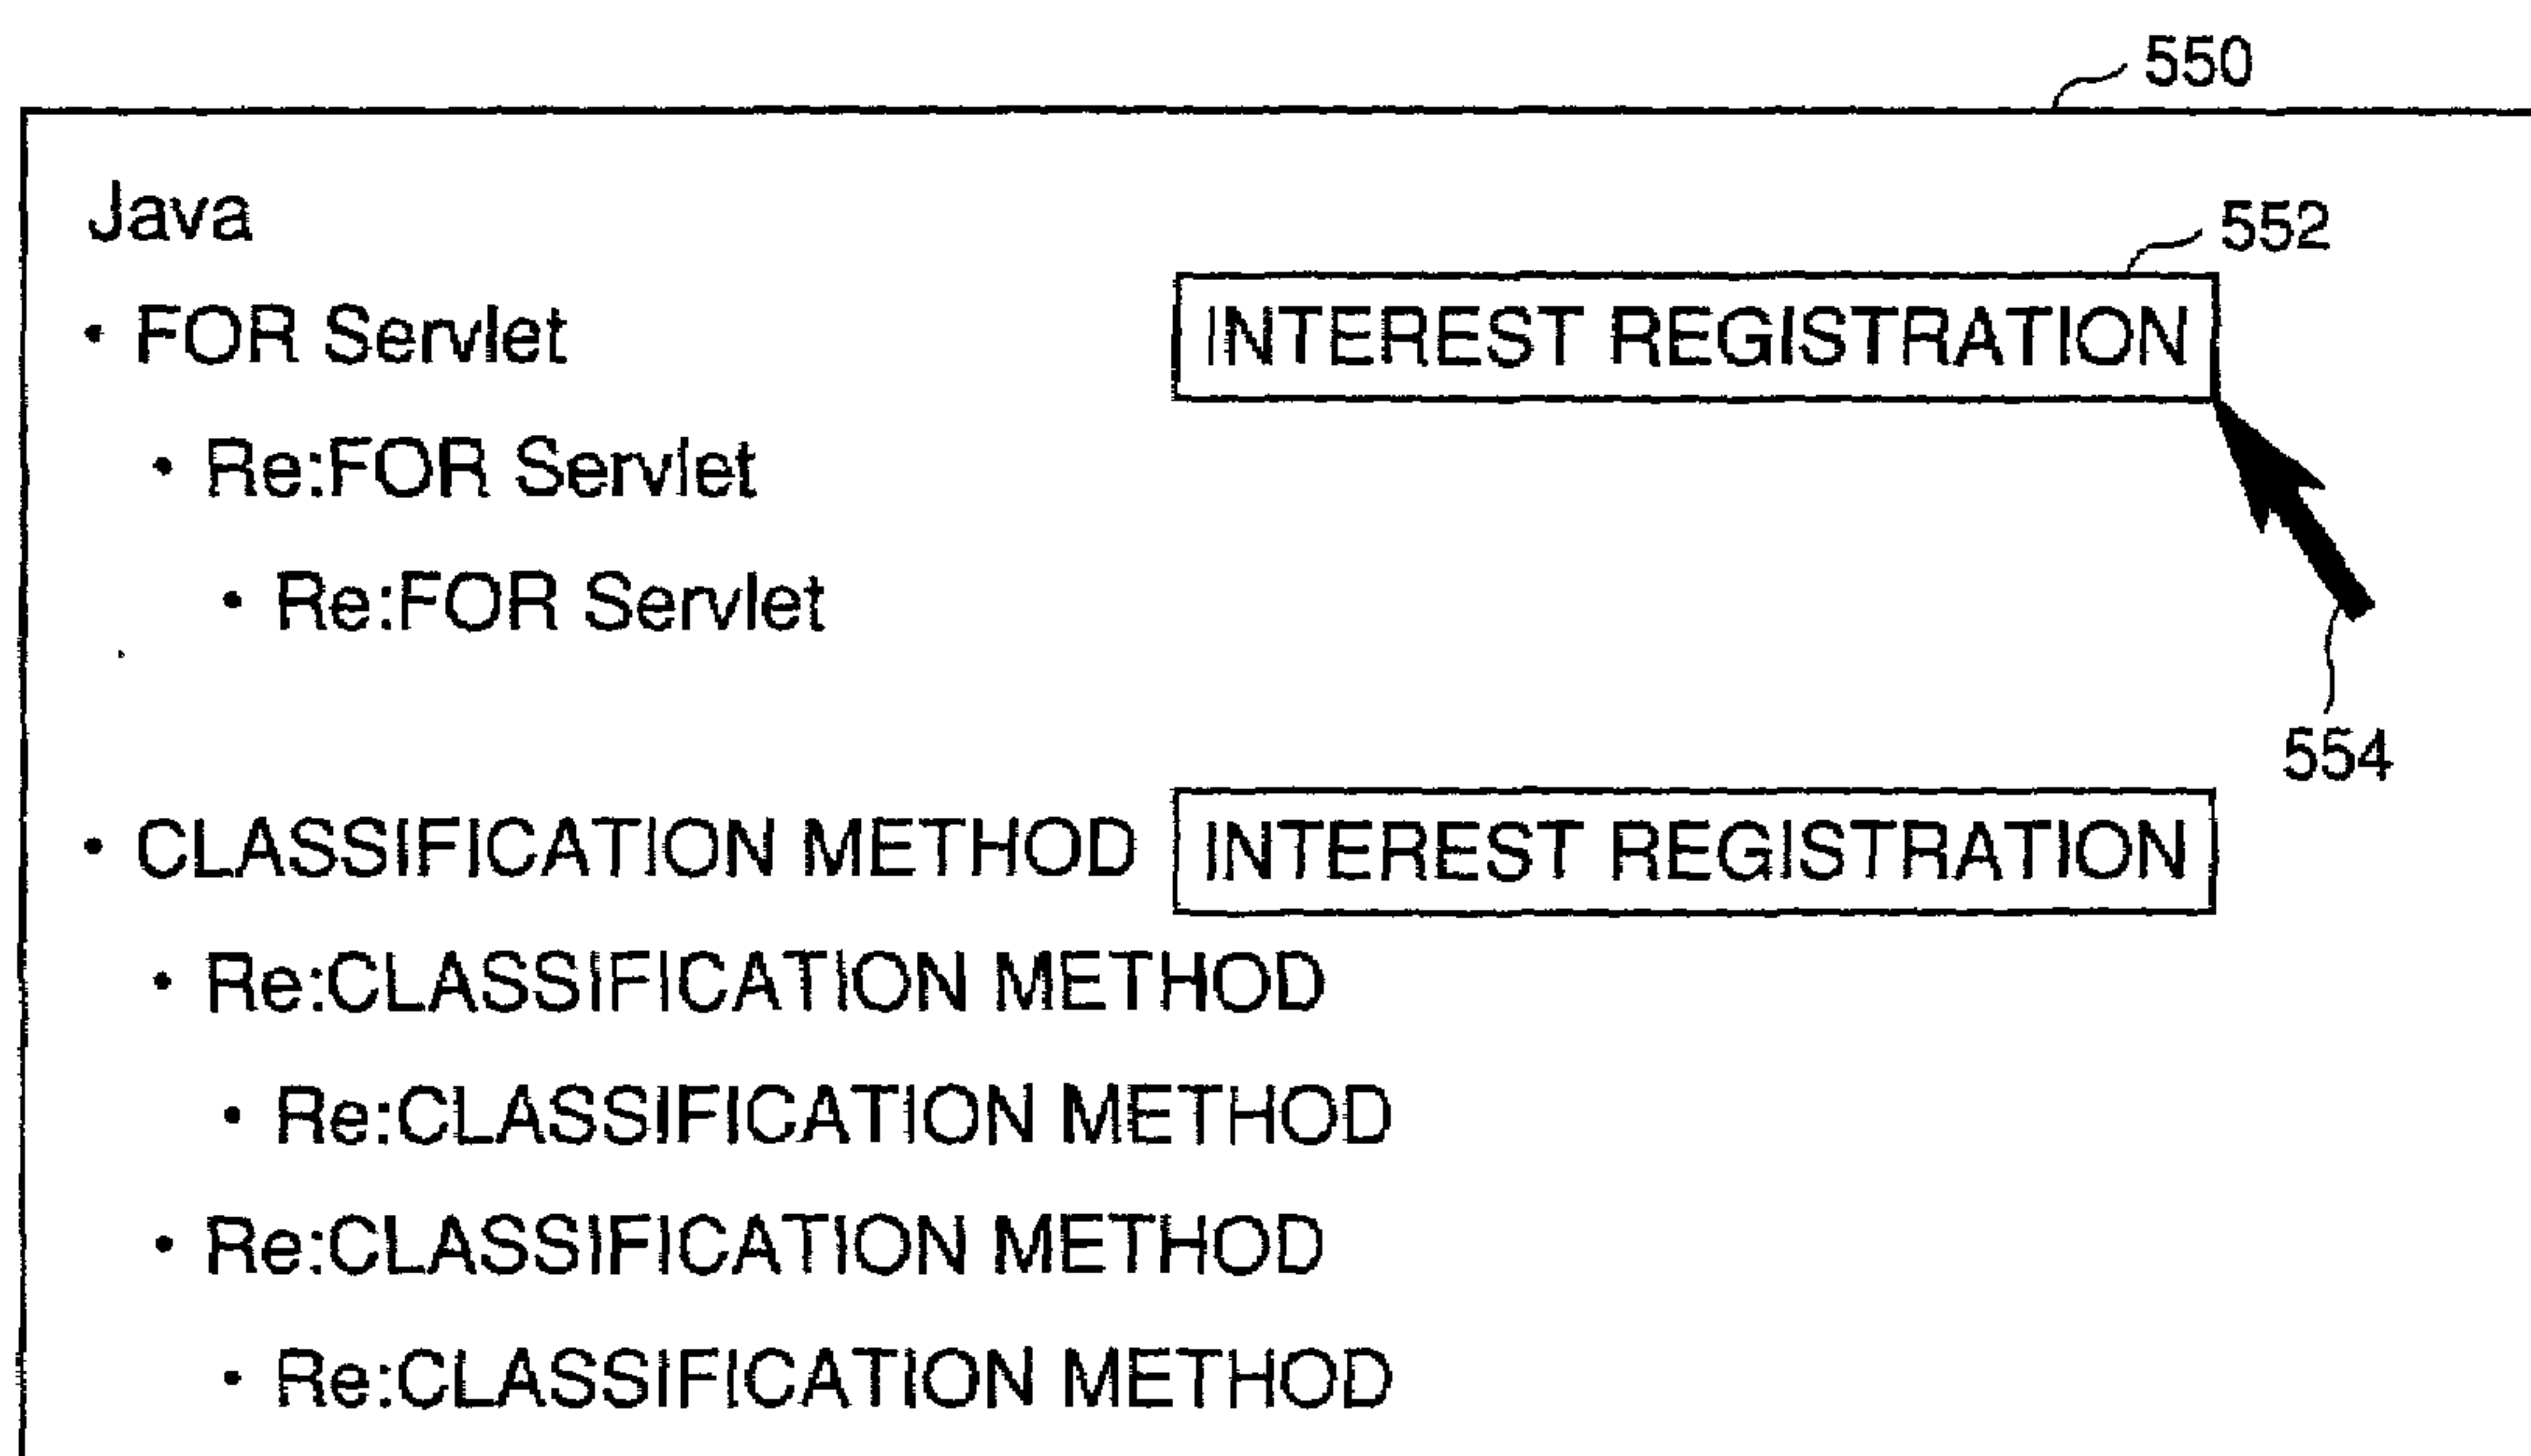 550
Java
552
• FOR Servlet INTEREST REGISTRATION
• Re:FOR Servlet
• Re:FOR Servlet
554
• CLASSIFICATION METHOD INTEREST REGISTRATION
• Re:CLASSIFICATION METHOD
• Re:CLASSIFICATION METHOD
• Re:CLASSIFICATION METHOD
• Re:CLASSIFICATION METHOD